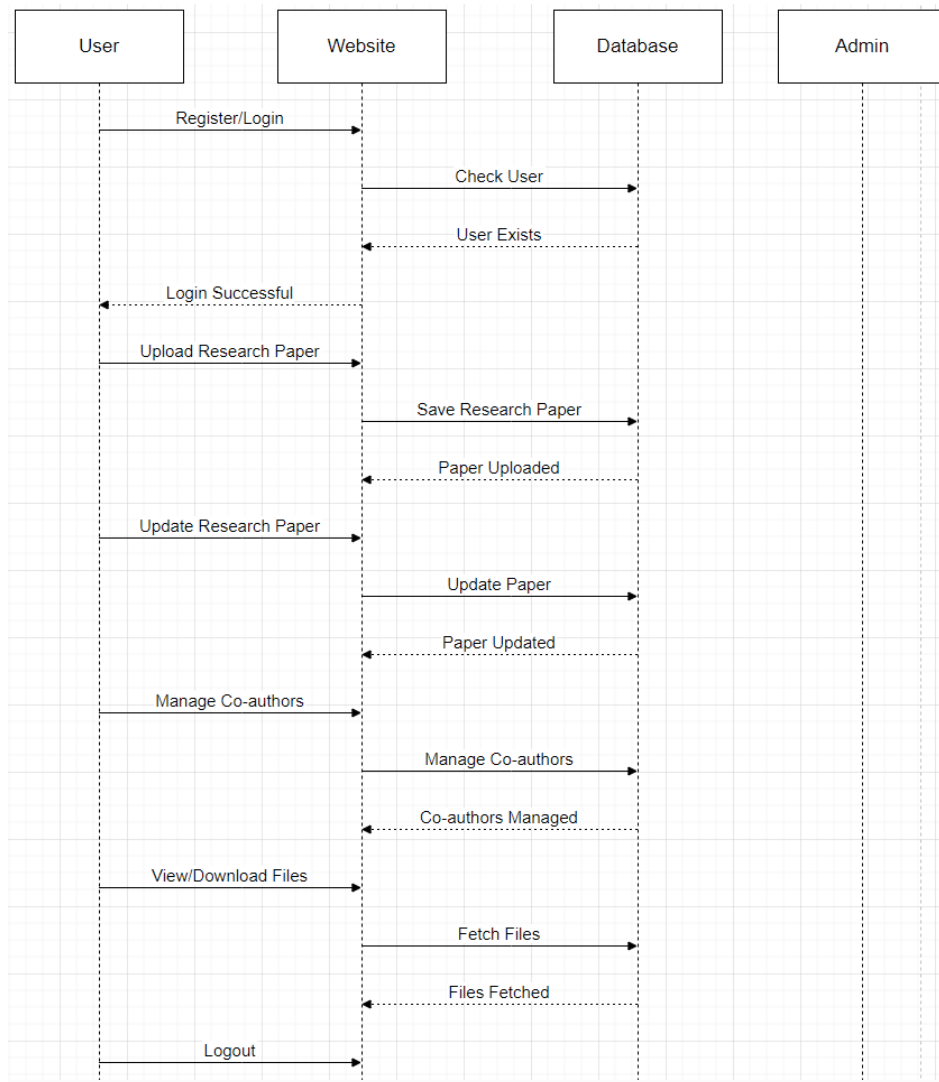 User
Website
Database
Admin
Register/Login
Check User
User Exists
Login Successful
Upload Research Paper
Save Research Paper
Paper Uploaded
Update Research Paper
Update Paper
Paper Updated
Manage Co-authors
Manage Co-authors
Co-authors Managed
View/Download Files
Fetch Files
Files Fetched
Logout